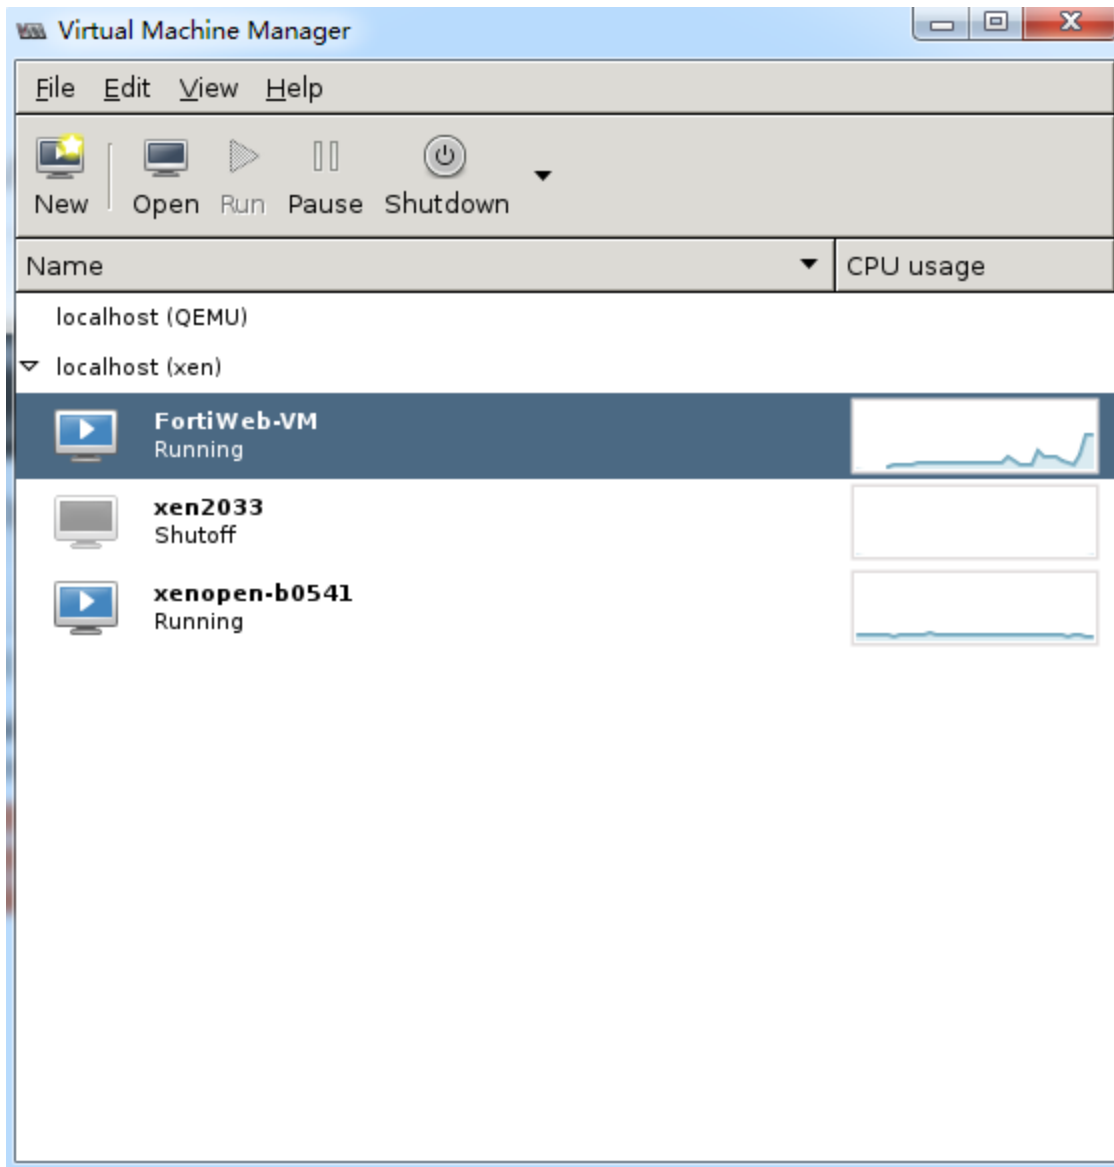 Virtual Machine Manager
File Edit View Help
New Open Run Pause Shutdown
Name CPU usage
localhost (QEMU)
localhost (xen)
FortiWeb-VM
Running
xen2033
Shutoff
xenopen-b0541
Running